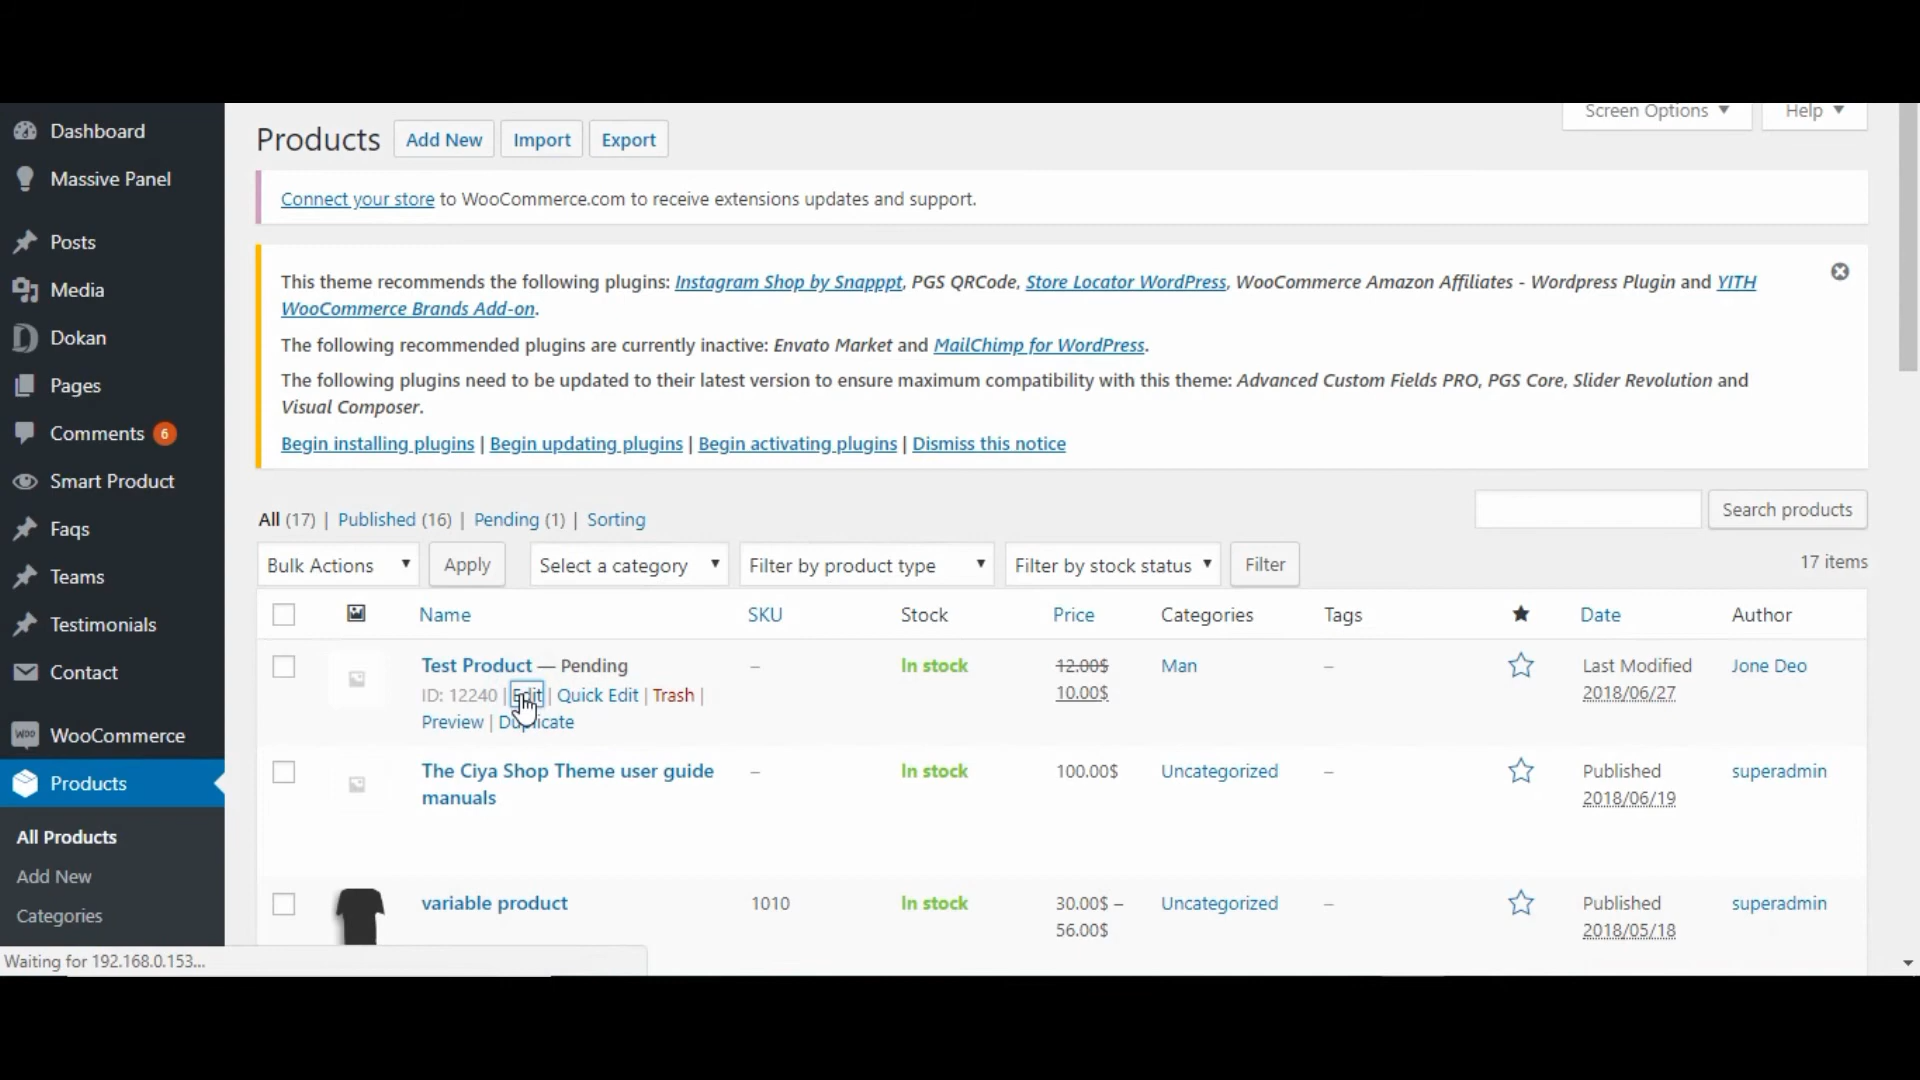 Dashboard
Massive Panel
Posts
Media
Dokan
Pages
Comments 6
Smart Product
Faqs
Teams
Testimonials
Contact
WooCommerce
Products
All Products
Add New
Categories
Screen Options Help
Products Add New Import Export
Connect your store to WooCommerce.com to receive extensions updates and support.
This theme recommends the following plugins: Instagram Shop by Snapppt, PGS QRCode, Store Locator WordPress, WooCommerce Amazon Affiliates - Wordpress Plugin and YITH
WooCommerce Brands Add-on.
The following recommended plugins are currently inactive: Envato Market and MailChimp for WordPress.
The following plugins need to be updated to their latest version to ensure maximum compatibility with this theme: Advanced Custom Fields PRO, PGS Core, Slider Revolution and
Visual Composer.
Begin installing plugins | Begin updating plugins | Begin activating plugins | Dismiss this notice
All (17) | Published (16) | Pending (1) | Sorting
Search products
Bulk Actions Apply Select a category Filter by product type Filter by stock status Filter 17 items
Name SKU Stock Price Categories Tags Date Author
Test Product — Pending – In stock 12.00$ Man – Last Modified Jone Deo
ID: 12240 | Edit | Quick Edit | Trash | 10.00$ 2018/06/27
Preview | Duplicate
The Ciya Shop Theme user guide – In stock 100.00$ Uncategorized – Published superadmin
manuals 2018/06/19
variable product 1010 In stock 30.00$ – Uncategorized – Published superadmin
56.00$ 2018/05/18
Waiting for 192.168.0.153...